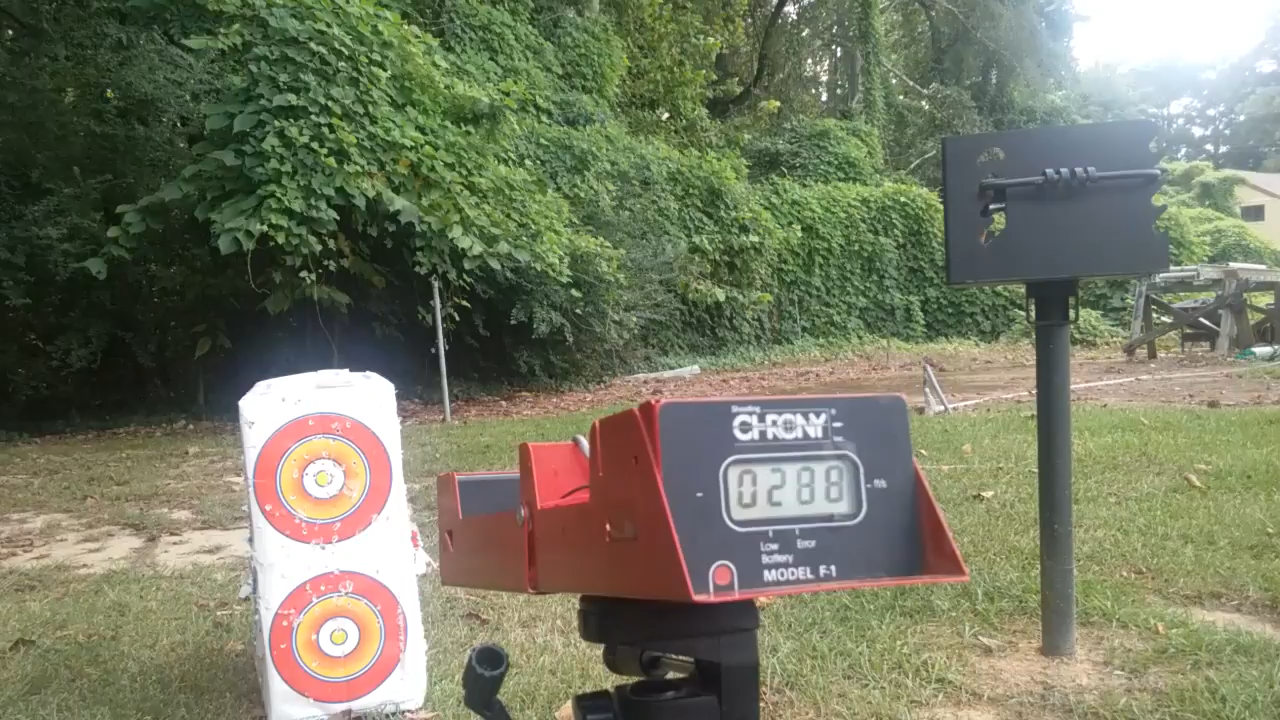 Shooting
CHRONY®
0288
ft/s
Low
Battery
Error
MODEL F-1